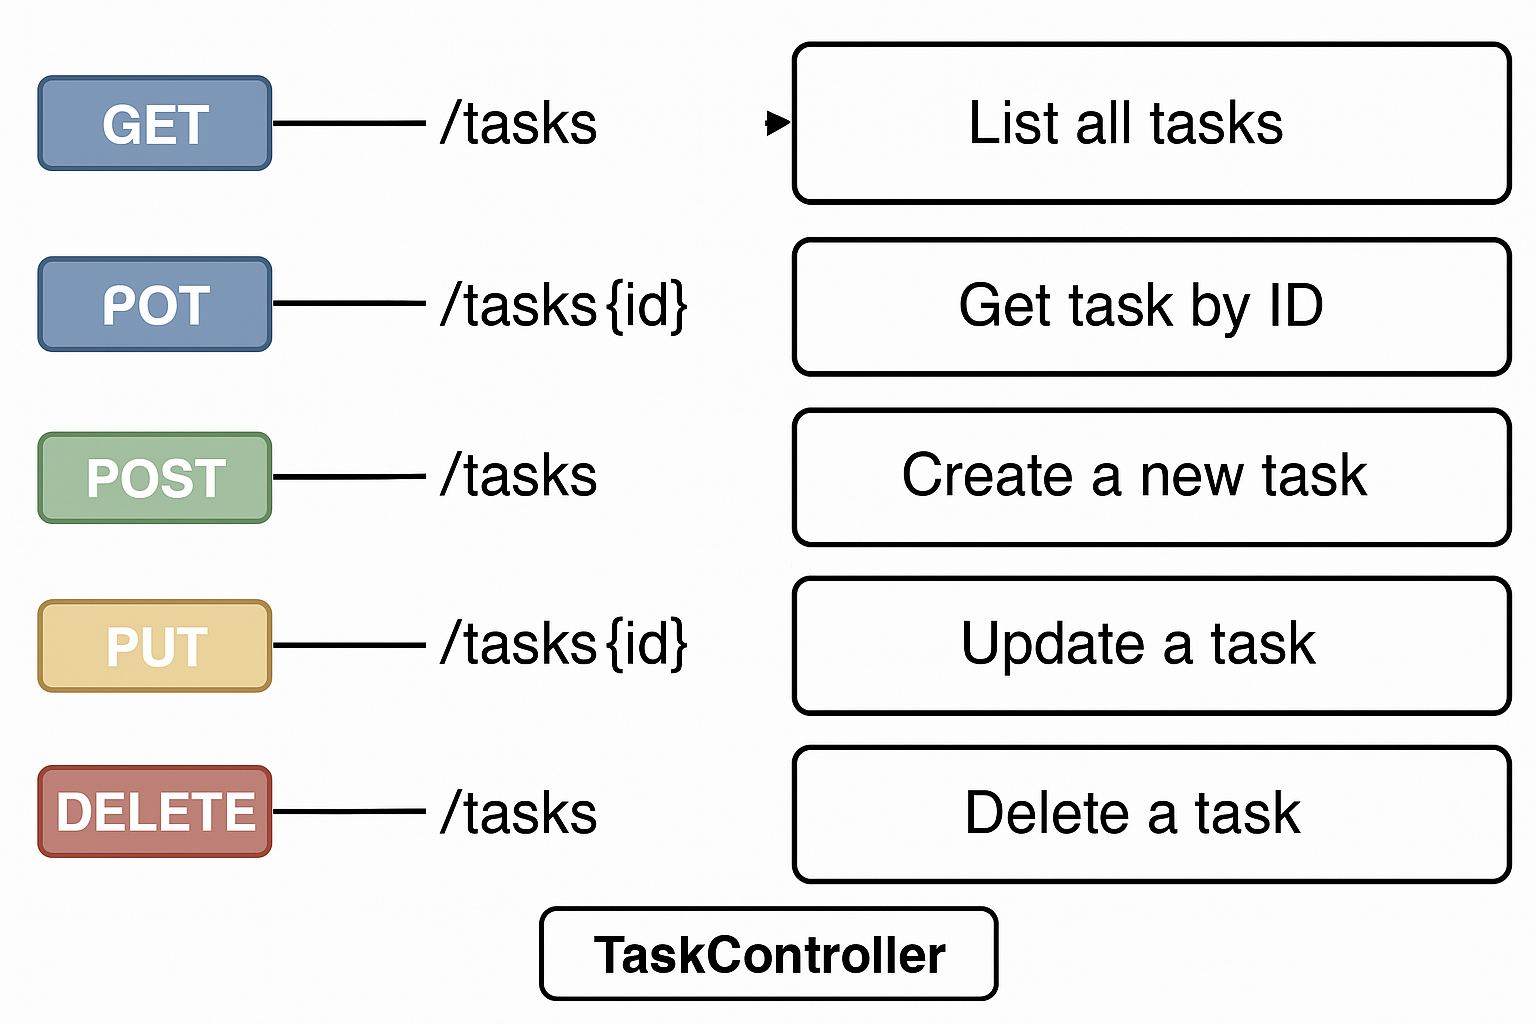 GET /tasks List all tasks
POT /tasks{id} Get task by ID
POST /tasks Create a new task
PUT /tasks{id} Update a task
DELETE /tasks Delete a task
TaskController